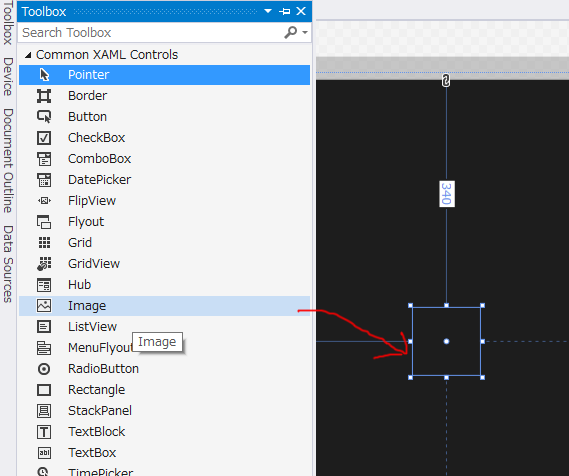 Toolbox
Device
Document Outline
Data Sources
Toolbox
Search Toolbox
Common XAML Controls
Pointer
Border
Button
CheckBox
ComboBox
DatePicker
FlipView
Flyout
Grid
GridView
Hub
Image
ListView
MenuFlyout
Image
RadioButton
Rectangle
StackPanel
TextBlock
TextBox
TimePicker
340